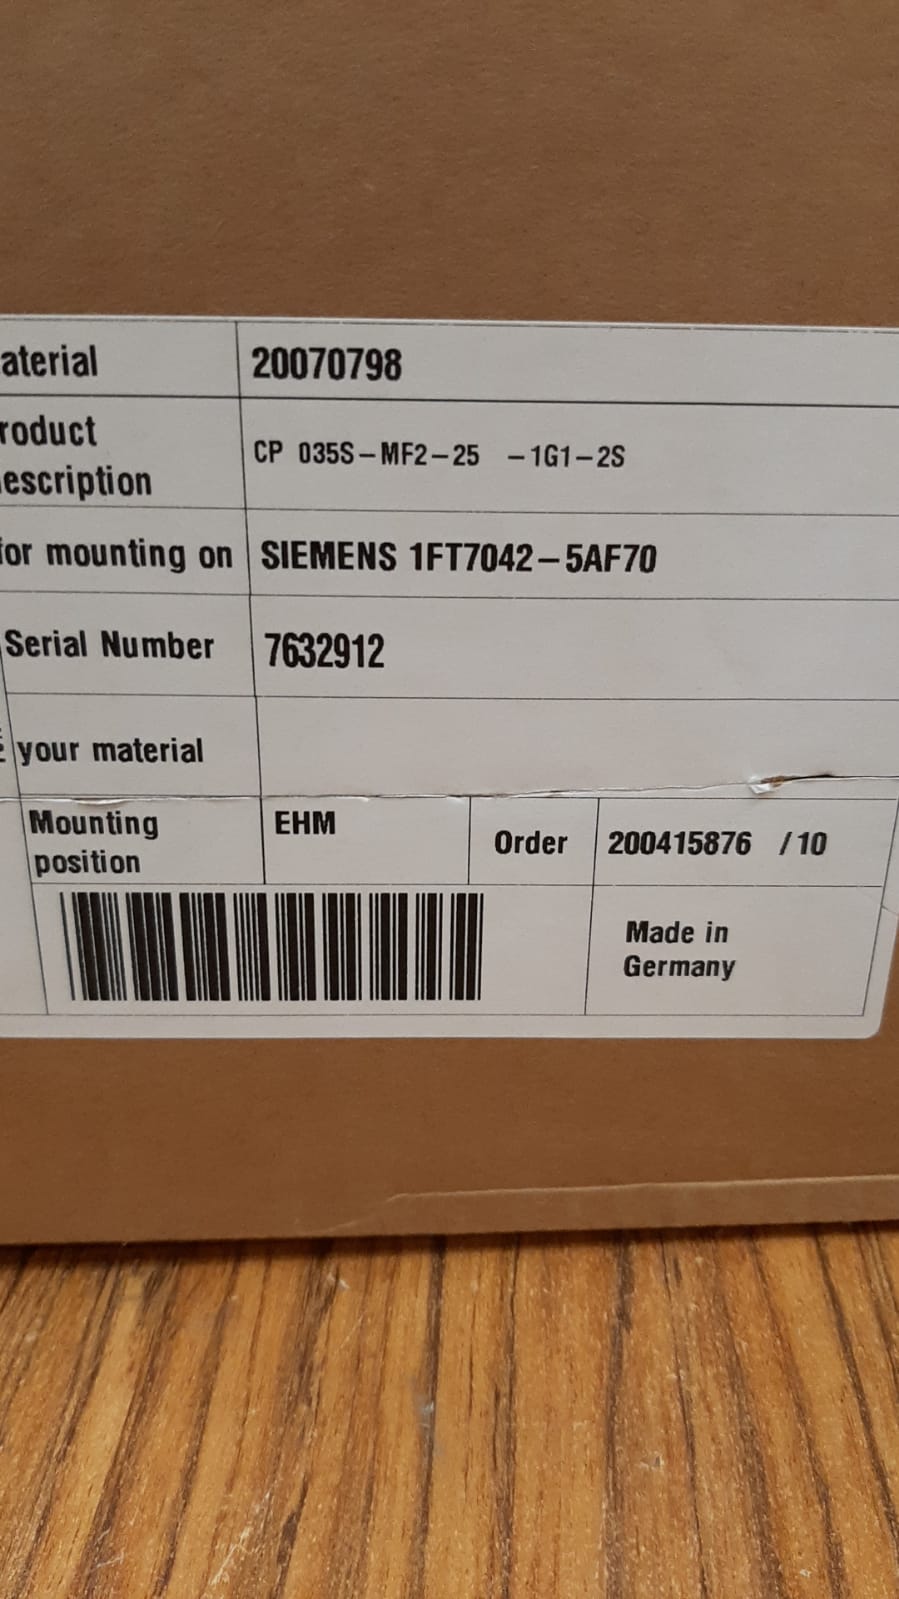 aterial 20070798
roduct
escription CP 035S-MF2-25 -1G1-2S
for mounting on SIEMENS 1FT7042-5AF70
Serial Number 7632912
your material
Mounting
position EHM Order 200415876 /10
Made in
Germany